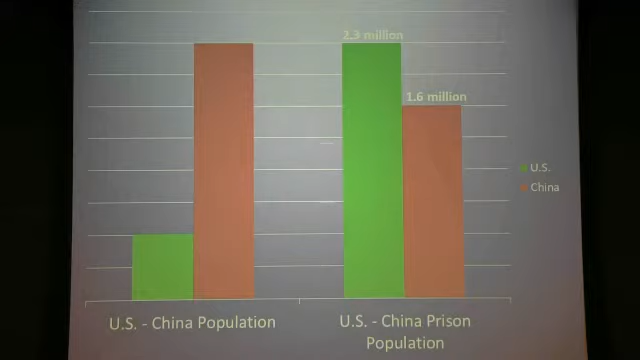 2.3 million
1.6 million
U.S.
China
U.S. - China Population
U.S. - China Prison
Population